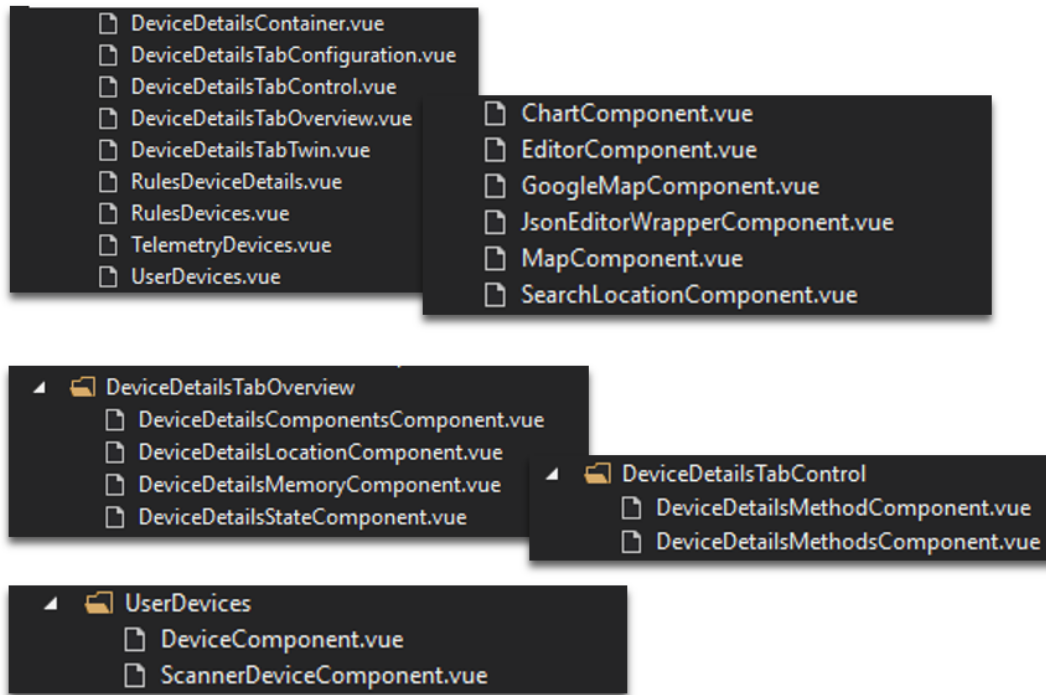 DeviceDetailsContainer.vue
DeviceDetailsTabConfiguration.vue
DeviceDetailsTabControl.vue
DeviceDetailsTabOverview.vue
DeviceDetailsTabTwin.vue
RulesDeviceDetails.vue
RulesDevices.vue
TelemetryDevices.vue
UserDevices.vue
ChartComponent.vue
EditorComponent.vue
GoogleMapComponent.vue
JsonEditorWrapperComponent.vue
MapComponent.vue
SearchLocationComponent.vue
DeviceDetailsTabOverview
DeviceDetailsComponentsComponent.vue
DeviceDetailsLocationComponent.vue
DeviceDetailsMemoryComponent.vue
DeviceDetailsStateComponent.vue
DeviceDetailsTabControl
DeviceDetailsMethodComponent.vue
DeviceDetailsMethodsComponent.vue
UserDevices
DeviceComponent.vue
ScannerDeviceComponent.vue